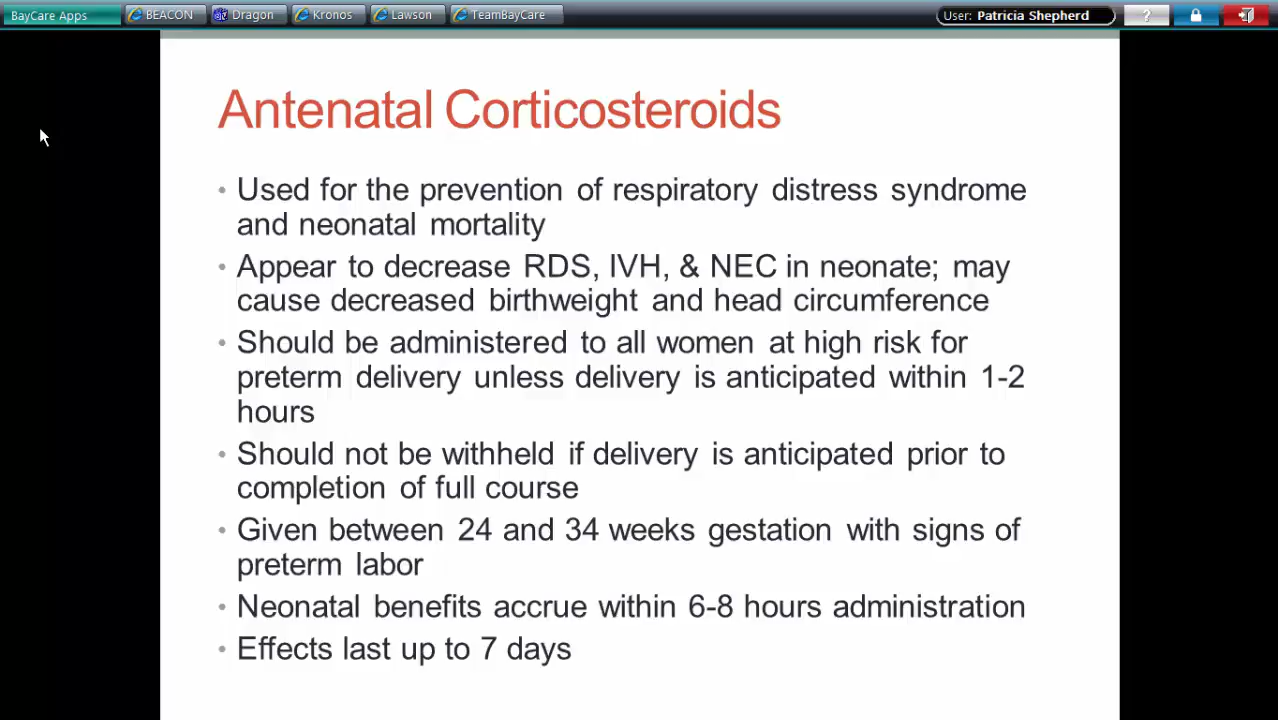 BayCare Apps BEACON Dragon Kronos Lawson TeamBayCare User: Patricia Shepherd ?
Antenatal Corticosteroids
• Used for the prevention of respiratory distress syndrome
and neonatal mortality
• Appear to decrease RDS, IVH, & NEC in neonate; may
cause decreased birthweight and head circumference
• Should be administered to all women at high risk for
preterm delivery unless delivery is anticipated within 1-2
hours
• Should not be withheld if delivery is anticipated prior to
completion of full course
• Given between 24 and 34 weeks gestation with signs of
preterm labor
• Neonatal benefits accrue within 6-8 hours administration
• Effects last up to 7 days